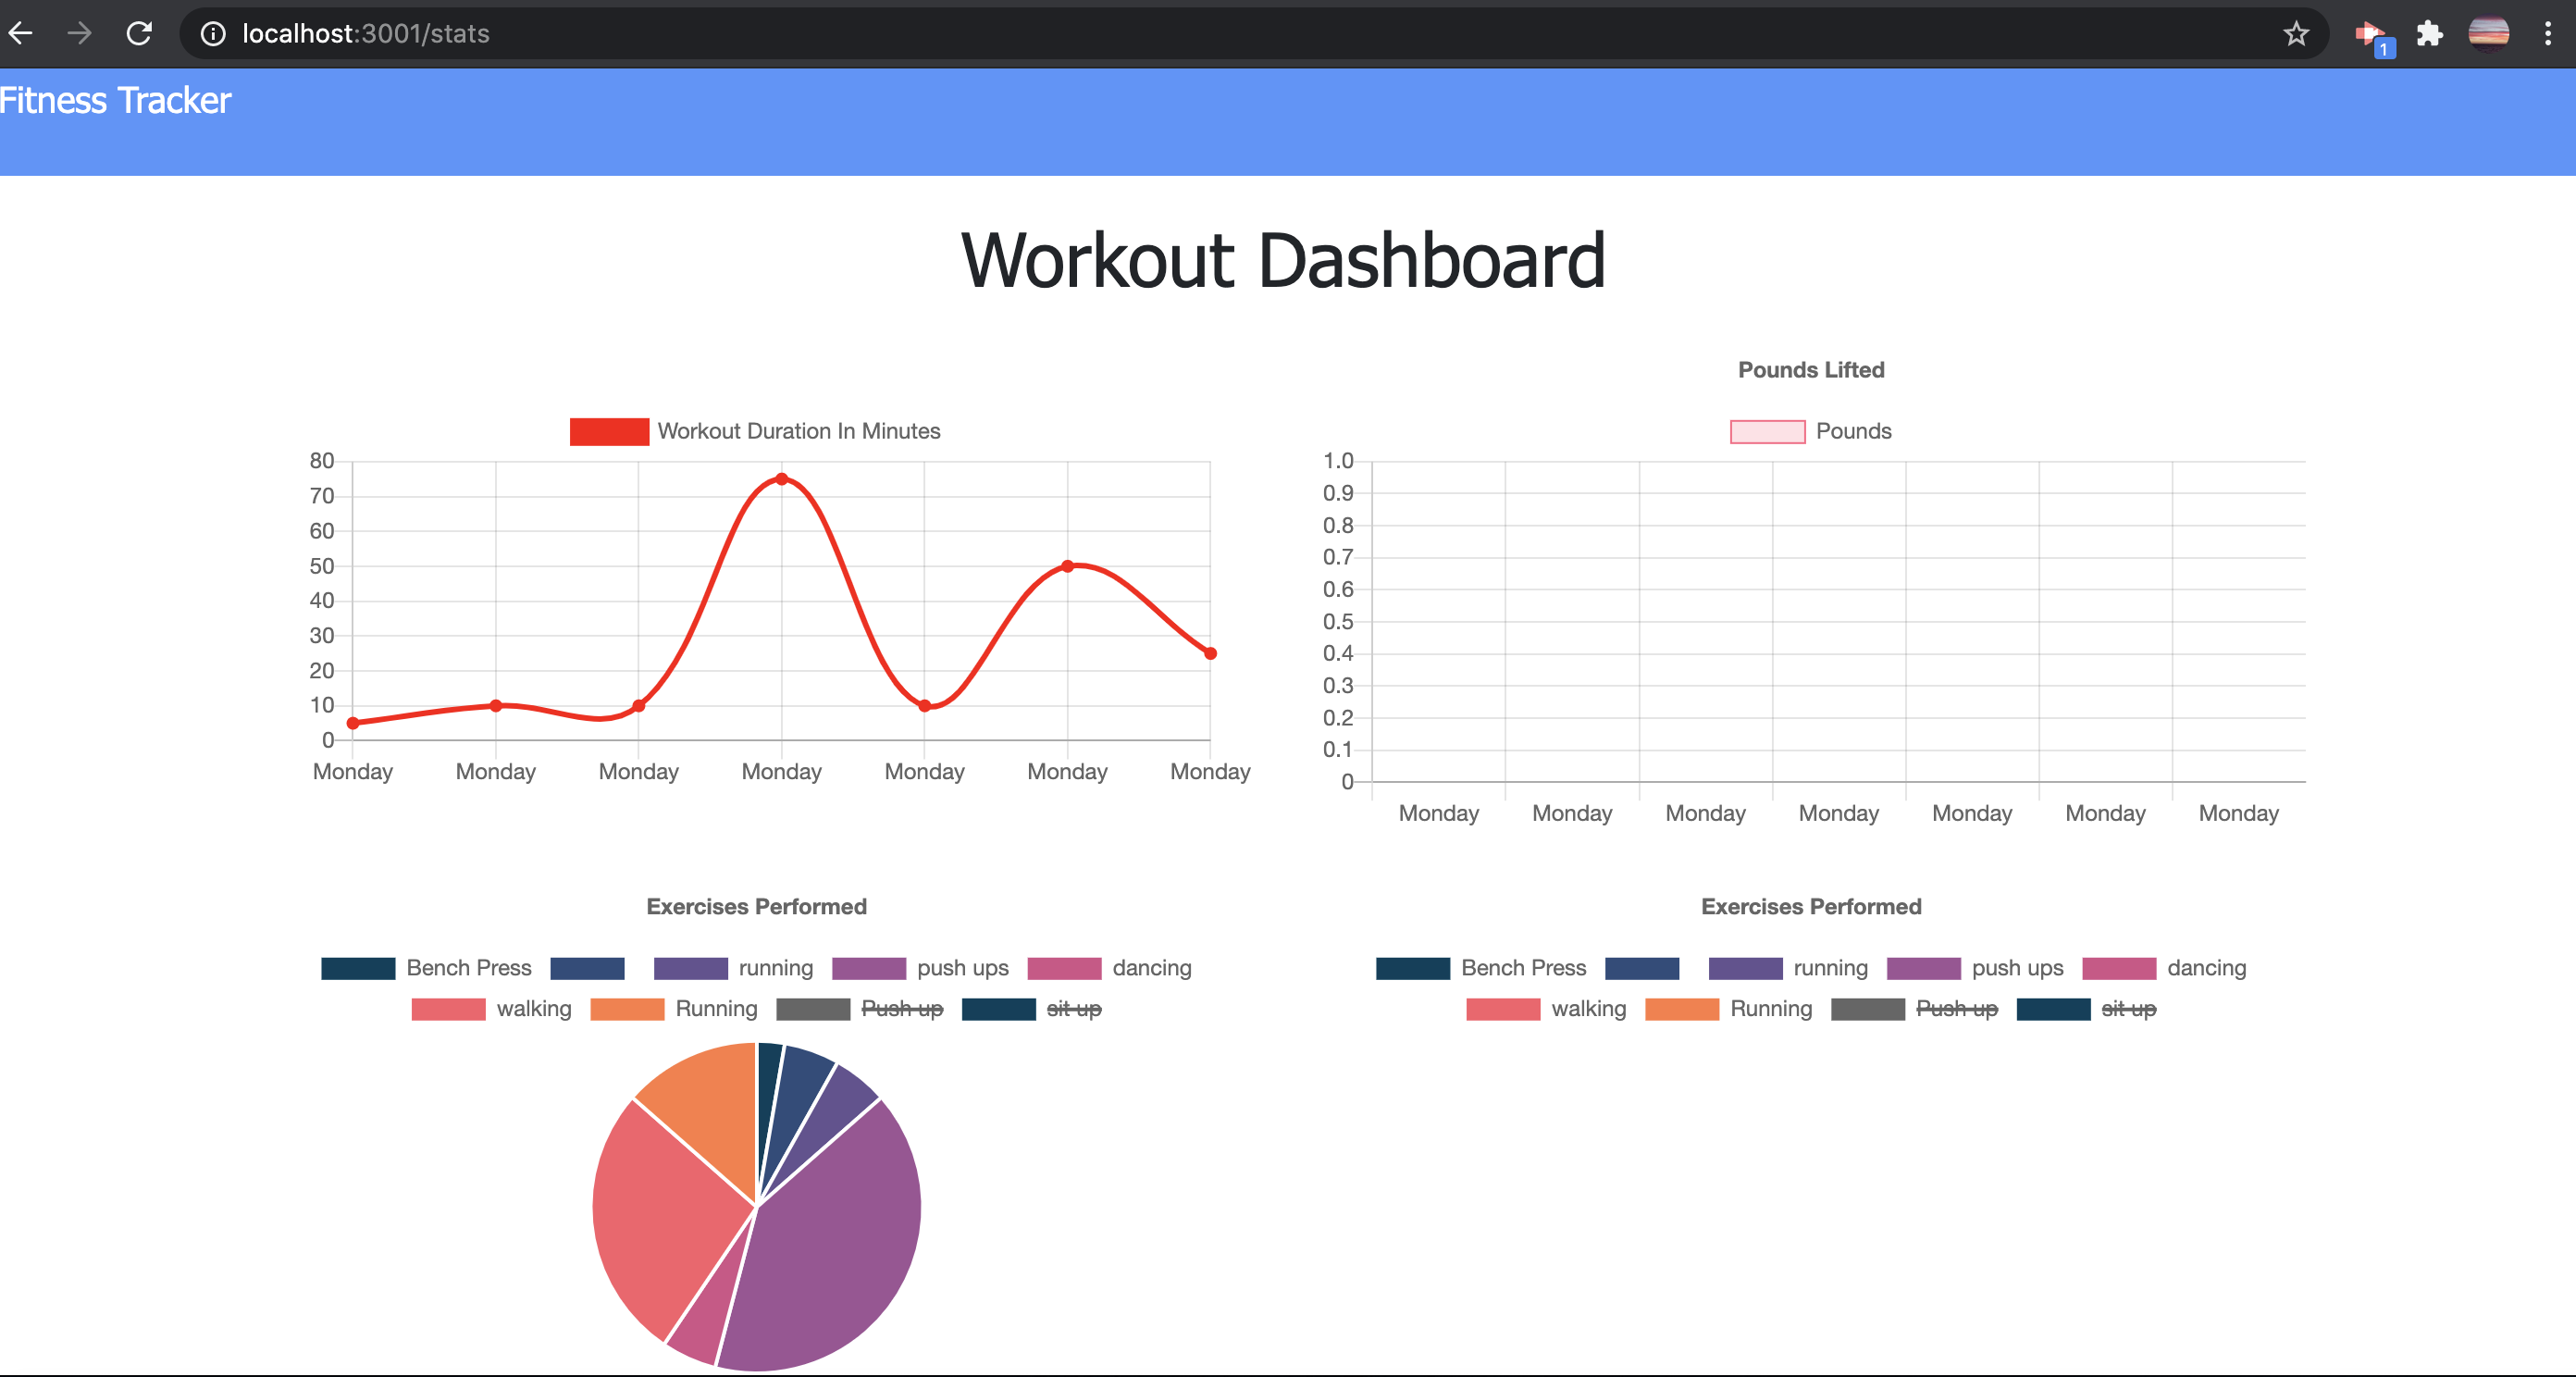 localhost:3001/stats
1
Fitness Tracker
Workout Dashboard
Workout Duration In Minutes
80
70
60
50
40
30
20
10
0
Monday Monday Monday Monday Monday Monday Monday
Pounds Lifted
Pounds
1.0
0.9
0.8
0.7
0.6
0.5
0.4
0.3
0.2
0.1
0
Monday Monday Monday Monday Monday Monday Monday
Exercises Performed
Bench Press running push ups dancing
walking Running Push up sit up
Exercises Performed
Bench Press running push ups dancing
walking Running Push up sit up